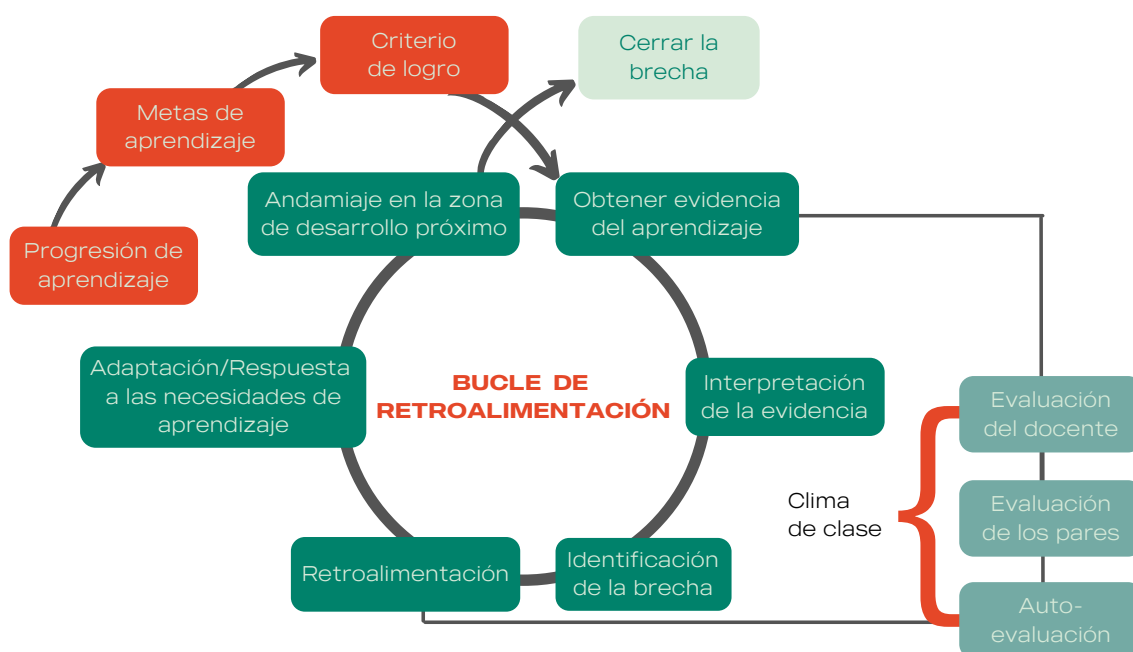 Criterio
de logro
Cerrar la
brecha
Metas de
aprendizaje
Andamiaje en la zona
de desarrollo próximo
Obtener evidencia
del aprendizaje
Progresión de
aprendizaje
Adaptación/Respuesta
a las necesidades de
aprendizaje
BUCLE DE
RETROALIMENTACIÓN
Interpretación
de la evidencia
Evaluación
del docente
Clima
de clase
Evaluación
de los pares
Retroalimentación
Identificación
de la brecha
Auto-
evaluación